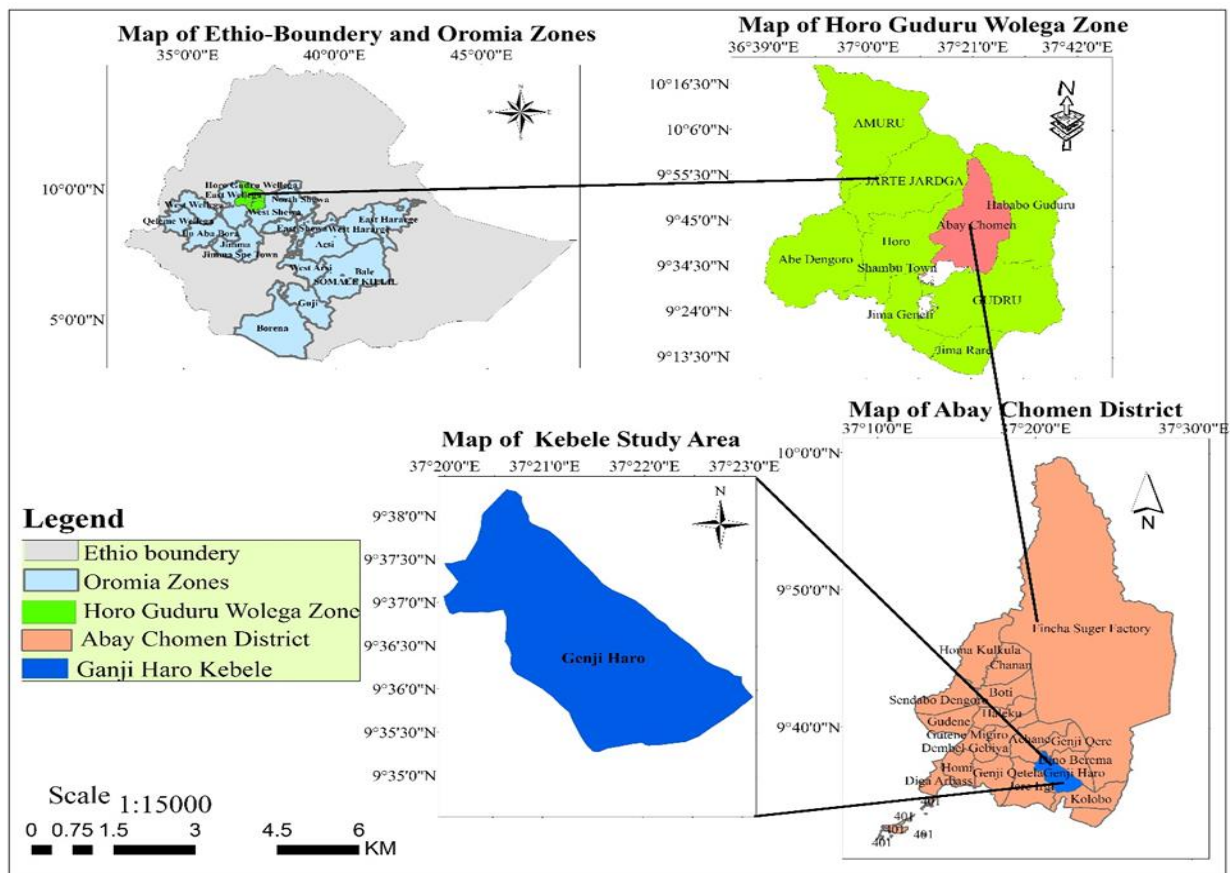 Map of Ethio-Boundery and Oromia Zones
35°0'0"E 40°0'0"E 45°0'0"E
10°0'0"N
5°0'0"N
Horo Gudru Wellega
East Wellega
North Shewa
West Wellega
West Shewa
Qeleme Wellega
East Hararge
East Shewa
West Hararge
Ilu Aba Bora
Arsi
Jimma
Jimma Spe Town
West Arsi
Bale
Guji
Borena
Map of Horo Guduru Wolega Zone
36°39'0"E 37°0'0"E 37°21'0"E 37°42'0"E
10°16'30"N
10°6'0"N
9°55'30"N
9°45'0"N
9°34'30"N
9°24'0"N
9°13'30"N
N
AMURU
JARTE JARDGA
Hababo Guduru
Abay Chomen
Horo
Abe Dengoro
Shambu Town
GUDRU
Jima Geneti
Jima Rare
Map of Kebele Study Area
37°20'0"E 37°21'0"E 37°22'0"E 37°23'0"E
9°38'0"N
9°37'30"N
9°37'0"N
9°36'30"N
9°36'0"N
9°35'30"N
9°35'0"N
N
Genji Haro
Map of Abay Chomen District
37°10'0"E 37°20'0"E 37°30'0"E
10°0'0"N
9°50'0"N
9°40'0"N
N
Fincha Suger Factory
Homa Kulkula
Chanan
Boti
Sendabo Dengoro
Gudene
Gutene Migiro
Achane
Genji Qere
Dembel Gebiya
Homi
Genji Qetela
Genji Haro
Diga Arbass
Kolobo
401
401
401
401
Legend
Ethio boundery
Oromia Zones
Horo Guduru Wolega Zone
Abay Chomen District
Ganji Haro Kebele
Scale 1:15000
0 0.75 1.5 3 4.5 6
KM